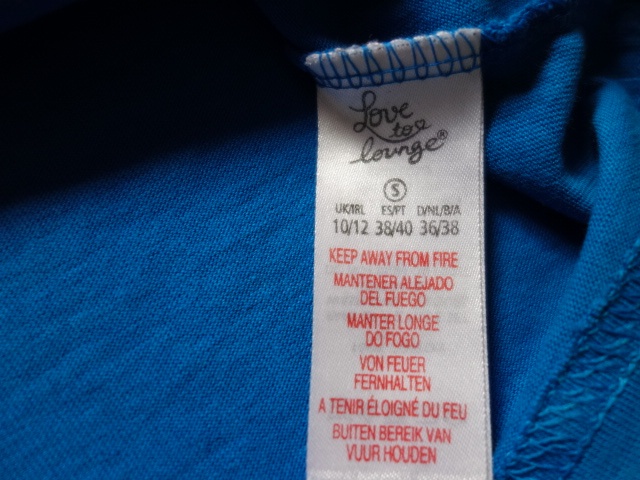 Love
to
lounge®
S
UK/IRL ES/PT D/NL/B/A
10/12 38/40 36/38
KEEP AWAY FROM FIRE
MANTENER ALEJADO
DEL FUEGO
MANTER LONGE
DO FOGO
VON FEUER
FERNHALTEN
A TENIR ÉLOIGNÉ DU FEU
BUITEN BEREIK VAN
VUUR HOUDEN